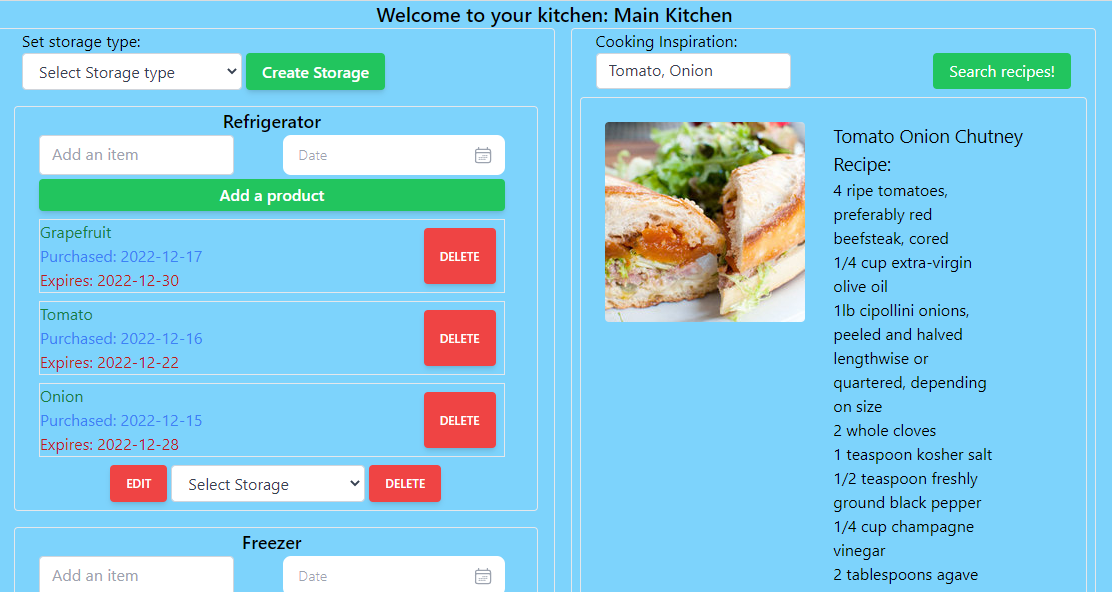 Welcome to your kitchen: Main Kitchen
Set storage type:
Select Storage type
Create Storage
Refrigerator
Add an item
Date
Add a product
Grapefruit
Purchased: 2022-12-17
Expires: 2022-12-30
DELETE
Tomato
Purchased: 2022-12-16
Expires: 2022-12-22
DELETE
Onion
Purchased: 2022-12-15
Expires: 2022-12-28
DELETE
EDIT
Select Storage
DELETE
Freezer
Add an item
Date
Cooking Inspiration:
Tomato, Onion
Search recipes!
Tomato Onion Chutney
Recipe:
4 ripe tomatoes,
preferably red
beefsteak, cored
1/4 cup extra-virgin
olive oil
1lb cipollini onions,
peeled and halved
lengthwise or
quartered, depending
on size
2 whole cloves
1 teaspoon kosher salt
1/2 teaspoon freshly
ground black pepper
1/4 cup champagne
vinegar
2 tablespoons agave